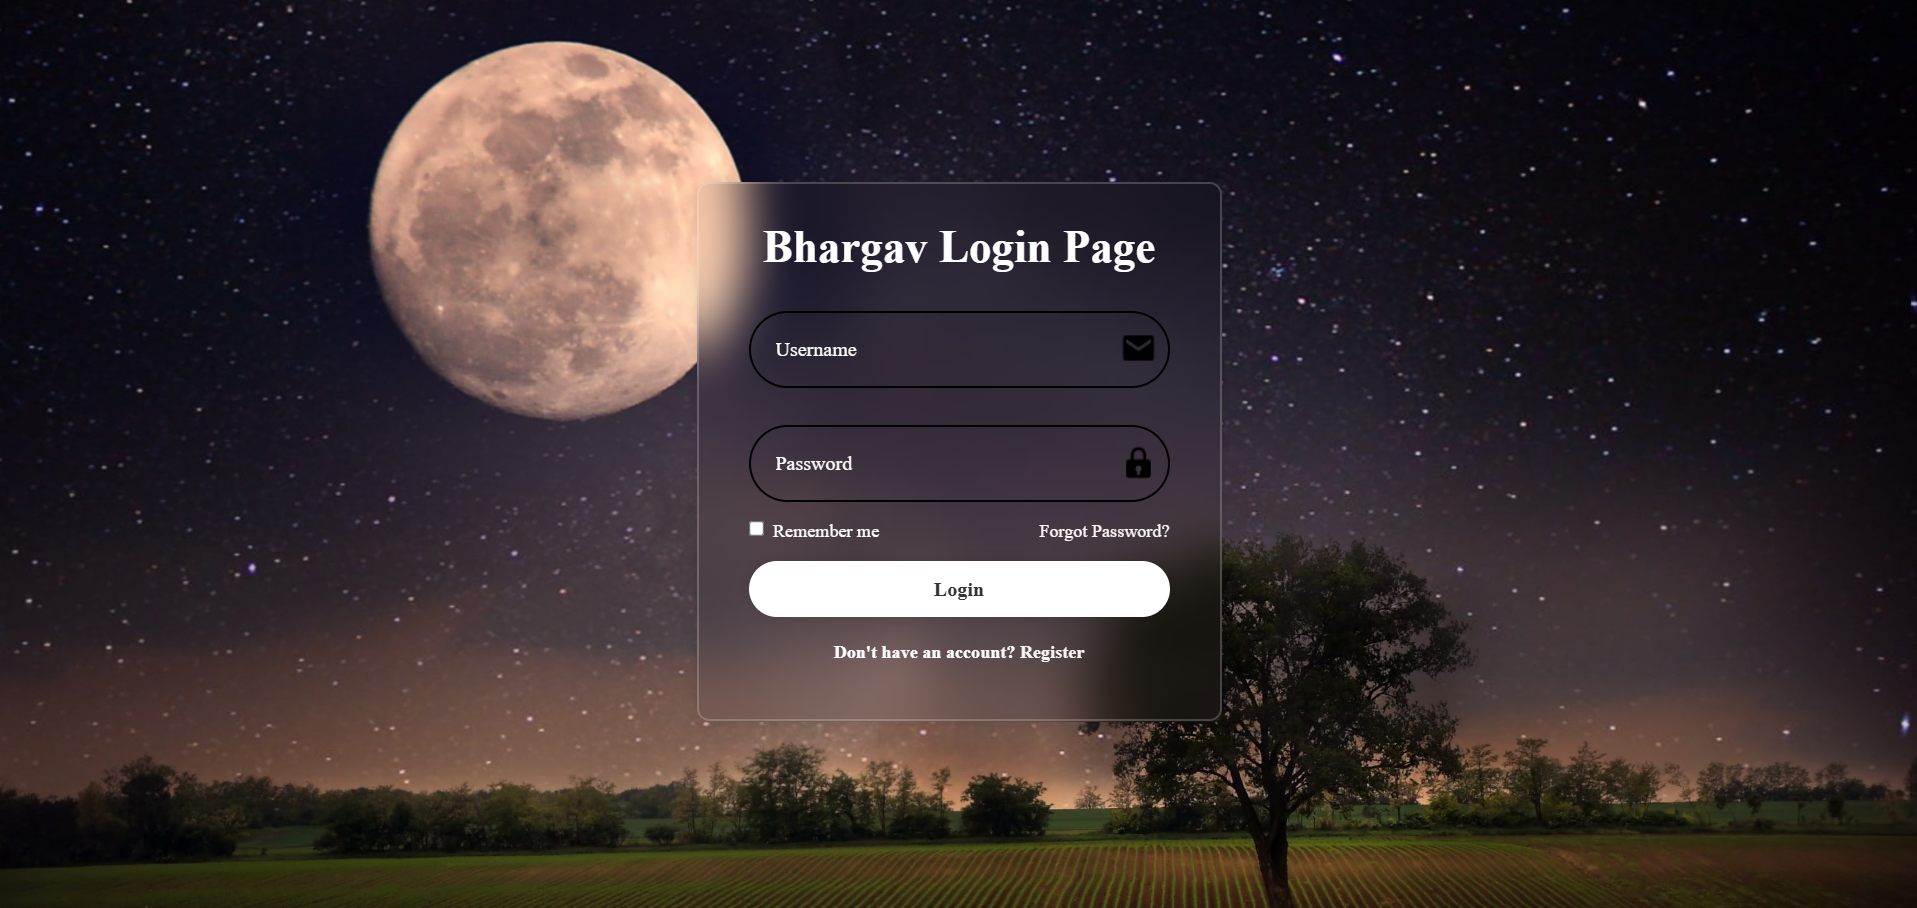 Bhargav Login Page
Username
Password
Remember me
Forgot Password?
Login
Don't have an account? Register